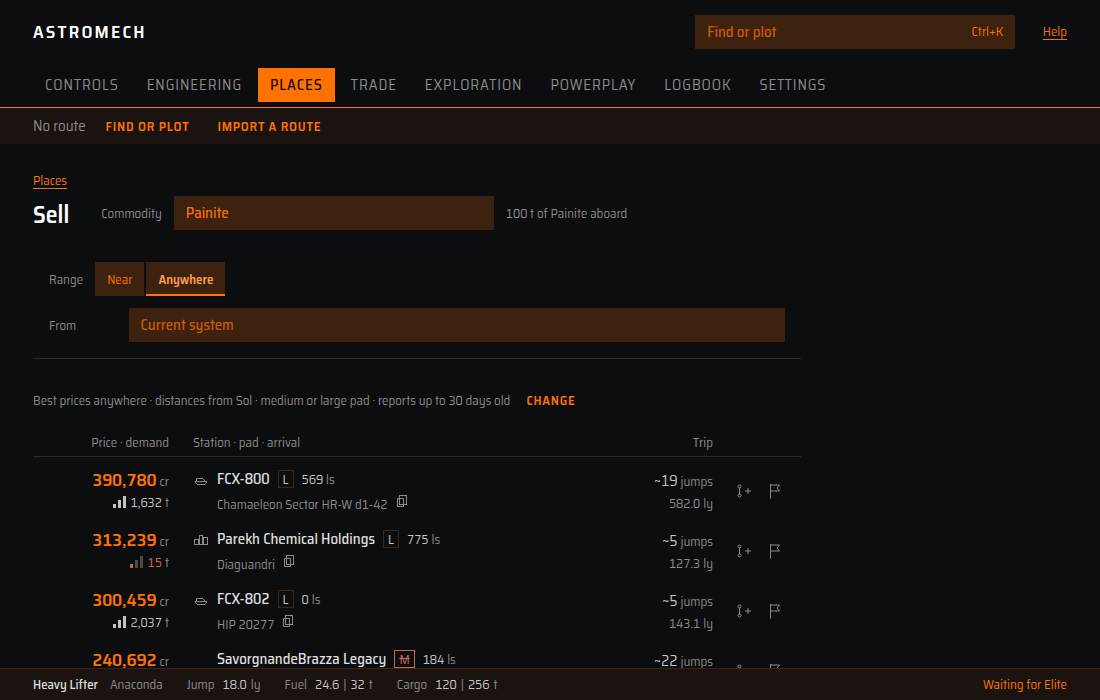 ASTROMECH
Find or plot Ctrl+K Help
CONTROLS ENGINEERING PLACES TRADE EXPLORATION POWERPLAY LOGBOOK SETTINGS
No route FIND OR PLOT IMPORT A ROUTE
Places
Sell Commodity Painite 100 t of Painite aboard
Range Near Anywhere
From Current system
Best prices anywhere · distances from Sol · medium or large pad · reports up to 30 days old CHANGE
Price · demand Station · pad · arrival Trip
390,780 cr FCX-800 L 569 ls ~19 jumps
1,632 t Chamaeleon Sector HR-W d1-42 582.0 ly
313,239 cr Parekh Chemical Holdings L 775 ls ~5 jumps
15 t Diaguandri 127.3 ly
300,459 cr FCX-802 L 0 ls ~5 jumps
2,037 t HIP 20277 143.1 ly
240,692 cr SavorgnandeBrazza Legacy M 184 ls ~22 jumps
Heavy Lifter Anaconda Jump 18.0 ly Fuel 24.6 | 32 t Cargo 120 | 256 t Waiting for Elite